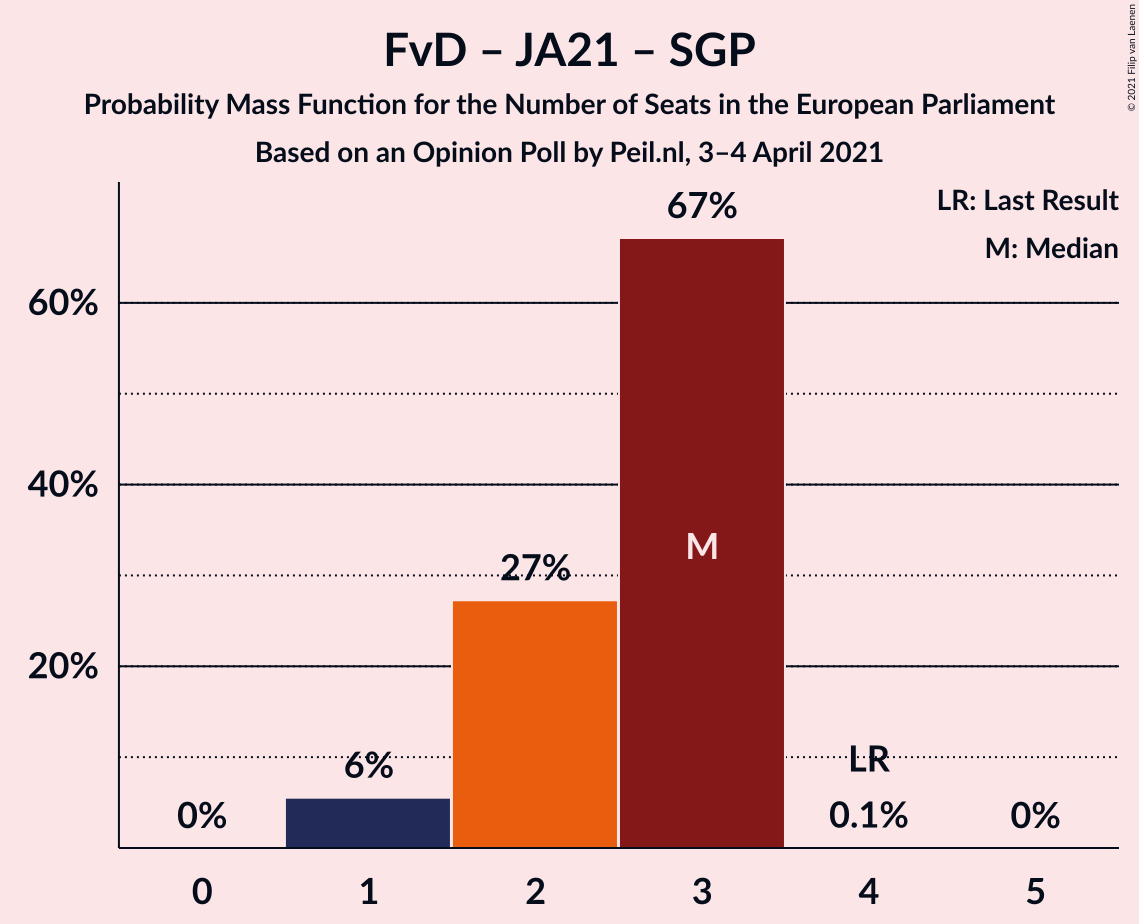 FvD – JA21 – SGP
Probability Mass Function for the Number of Seats in the European Parliament
Based on an Opinion Poll by Peil.nl, 3–4 April 2021
© 2021 Filip van Laenen
LR: Last Result
M: Median
67%
60%
40%
20%
M
27%
6%
0%
LR
0.1%
0%
0 1 2 3 4 5